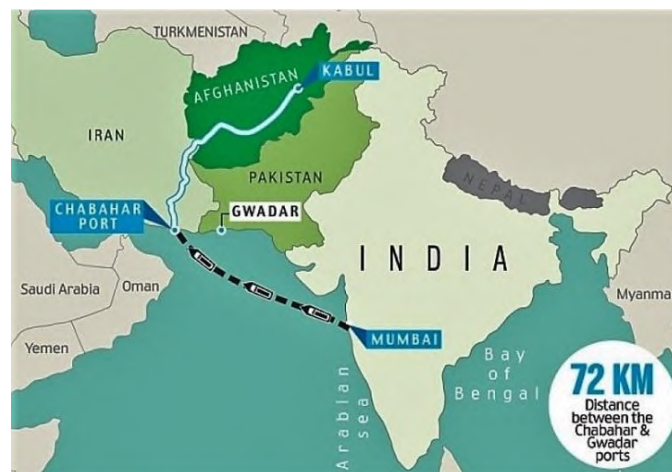 TURKMENISTAN
AFGHANISTAN
KABUL
IRAN
PAKISTAN
CHABAHAR
PORT
GWADAR
NEPAL
INDIA
Saudi Arabia
Oman
Yemen
MUMBAI
Myanma
Arabian
sea
Bay
of
Bengal
72 KM
Distance
between the
Chabahar &
Gwadar
ports